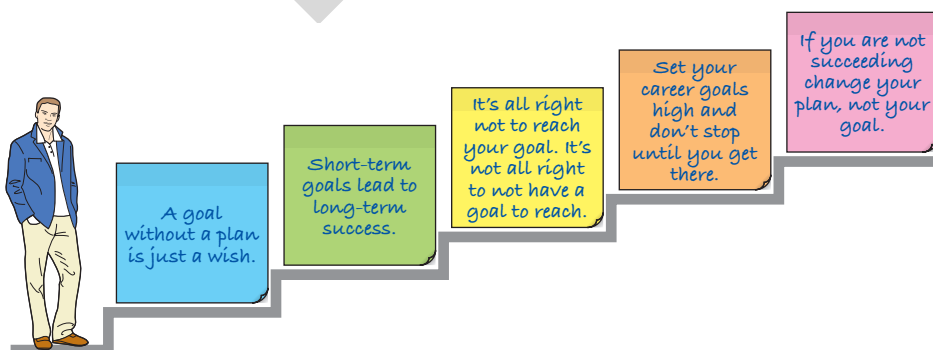 A goal
without a plan
is just a wish.
Short-term
goals lead to
long-term
success.
It's all right
not to reach
your goal. It's
not all right
to not have a
goal to reach.
Set your
career goals
high and
don't stop
until you get
there.
If you are not
succeeding
change your
plan, not your
goal.